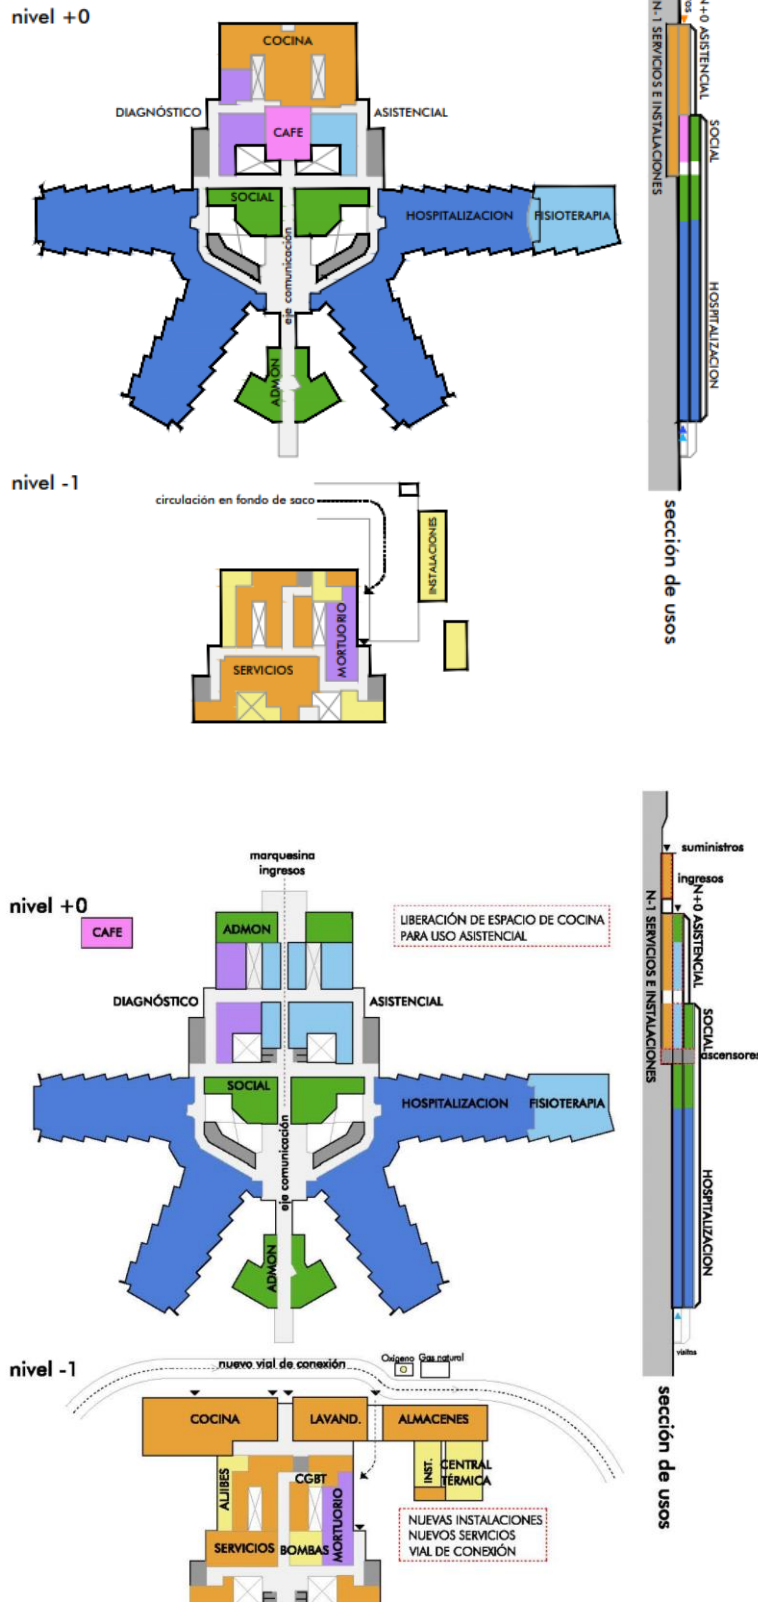 nivel +0
COCINA
DIAGNÓSTICO
ASISTENCIAL
CAFE
SOCIAL
HOSPITALIZACION
FISIOTERAPIA
eje comunicación
ADMON
N-1 SERVICIOS E INSTALACIONES
N+0 ASISTENCIAL
SOCIAL
HOSPITALIZACION
sección de usos
nivel -1
circulación en fondo de saco
INSTALACIONES
MORTUORIO
SERVICIOS
marquesina
ingresos
nivel +0
CAFE
ADMON
LIBERACIÓN DE ESPACIO DE COCINA
PARA USO ASISTENCIAL
DIAGNÓSTICO
ASISTENCIAL
SOCIAL
HOSPITALIZACION
FISIOTERAPIA
eje comunicación
ADMON
suministros
ingresos
N-1 SERVICIOS E INSTALACIONES
N+0 ASISTENCIAL
SOCIAL
ascensores
HOSPITALIZACION
visitas
sección de usos
nivel -1
nuevo vial de conexión
Oxígeno
Gas natural
COCINA
LAVAND.
ALMACENES
ALJIBES
CGBT
MORTUORIO
INST.
CENTRAL
TÉRMICA
SERVICIOS
BOMBAS
NUEVAS INSTALACIONES
NUEVOS SERVICIOS
VIAL DE CONEXIÓN